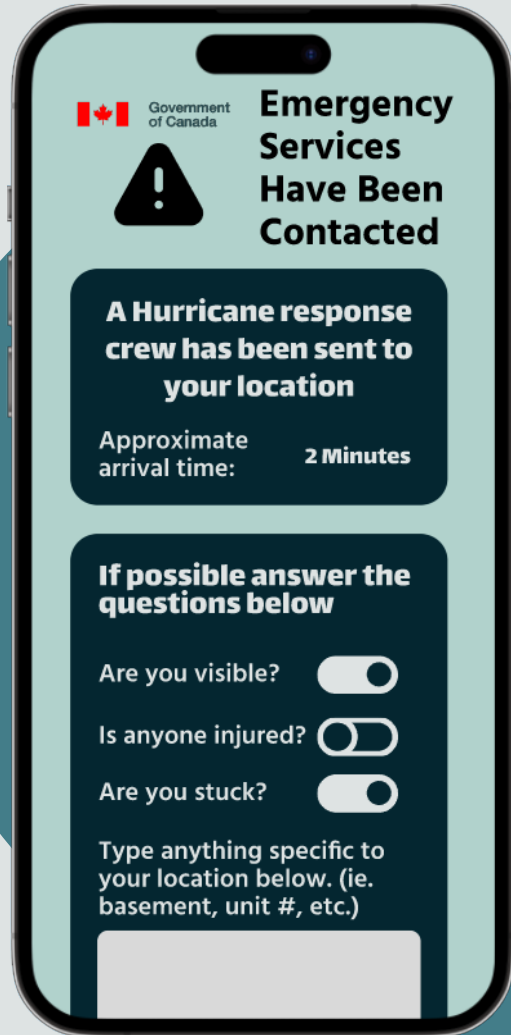 Government
of Canada
Emergency
Services
Have Been
Contacted
A Hurricane response
crew has been sent to
your location
Approximate
arrival time:
2 Minutes
If possible answer the
questions below
Are you visible?
Is anyone injured?
Are you stuck?
Type anything specific to
your location below. (ie.
basement, unit #, etc.)